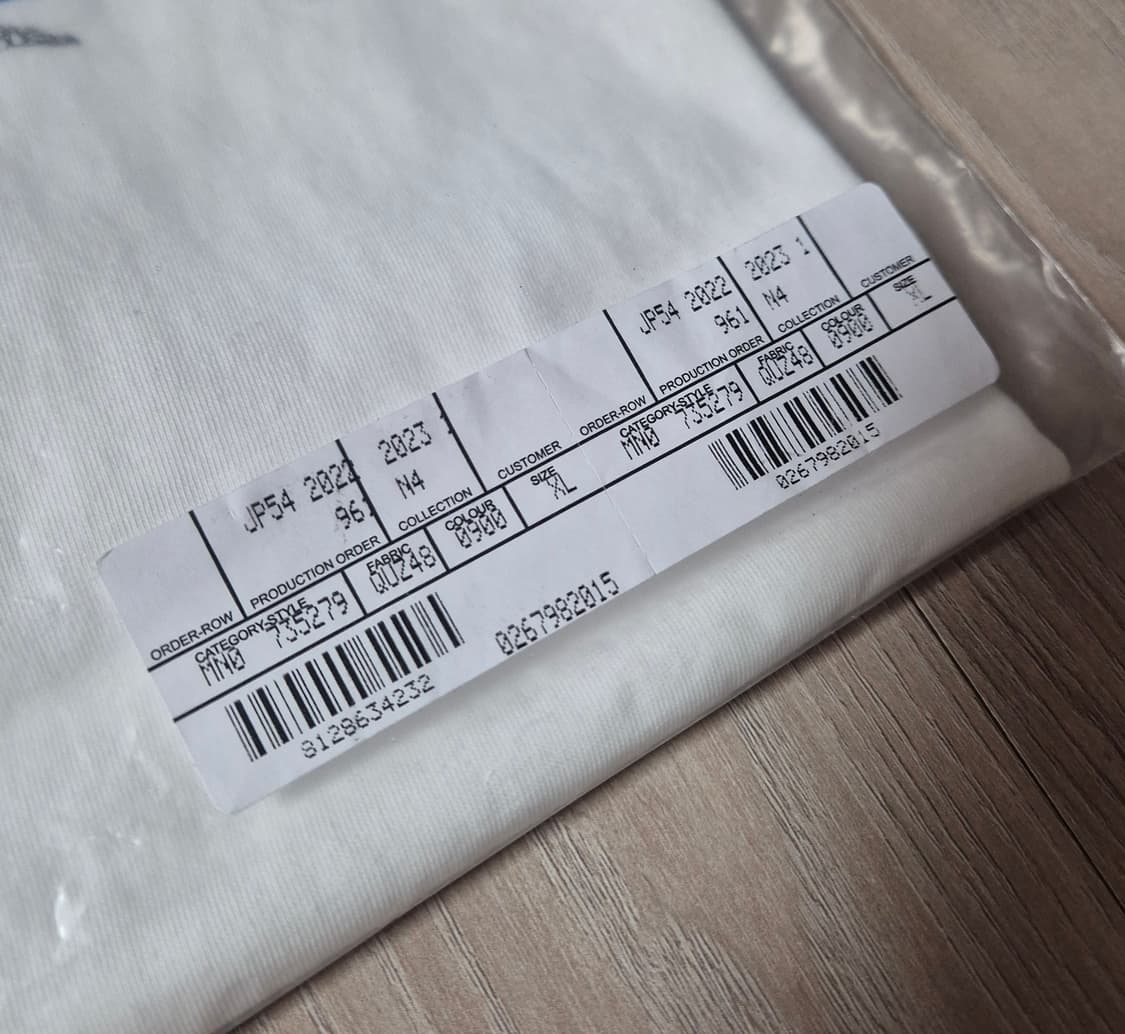 JP54 2022 2023 1
961 N4
ORDER-ROW PRODUCTION ORDER COLLECTION CUSTOMER
CATEGORY-STYLE FABRIC COLOUR SIZE
MN0 735279 QU248 0900 XL
8128634232
0267982015
JP54 2022 2023 1
961 N4
ORDER-ROW PRODUCTION ORDER COLLECTION CUSTOMER
CATEGORY-STYLE FABRIC COLOUR SIZE
MN0 735279 QU248 0900 XL
0267982015